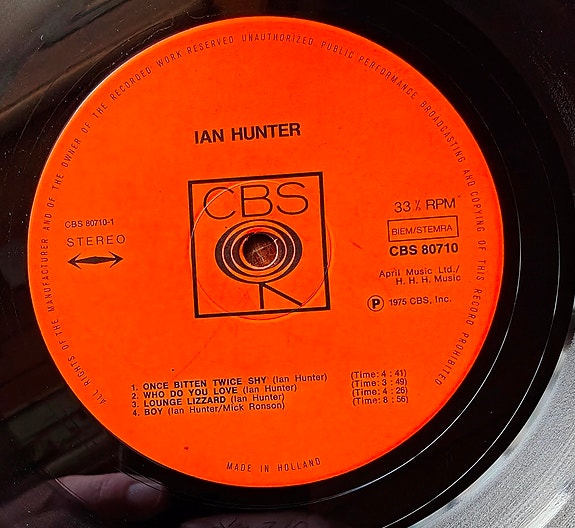 ALL RIGHTS OF THE MANUFACTURER AND OF THE OWNER OF THE RECORDED WORK RESERVED UNAUTHORIZED PUBLIC PERFORMANCE BROADCASTING AND COPYING OF THIS RECORD PROHIBITED
IAN HUNTER
CBS
CBS 80710-1
STEREO
33⅓ RPM
BIEM/STEMRA
CBS 80710
April Music Ltd./
H. H. H. Music
℗ 1975 CBS, Inc.
1. ONCE BITTEN TWICE SHY (Ian Hunter) (Time: 4 : 41)
2. WHO DO YOU LOVE (Ian Hunter) (Time: 3 : 49)
3. LOUNGE LIZZARD (Ian Hunter) (Time: 4 : 26)
4. BOY (Ian Hunter/Mick Ronson) (Time: 8 : 56)
MADE IN HOLLAND